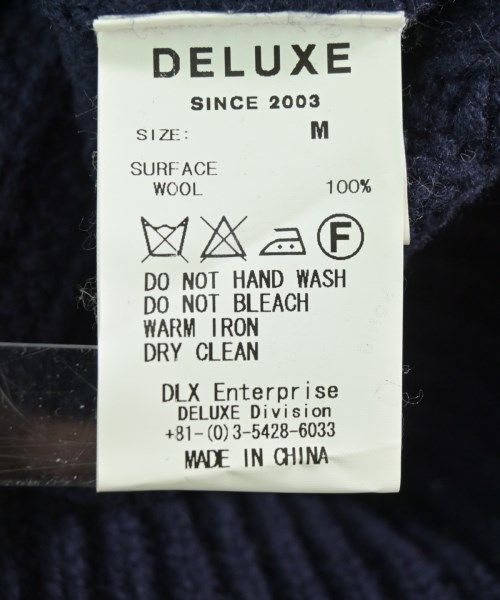 DELUXE
SINCE 2003
SIZE: M
SURFACE
WOOL 100%
F
DO NOT HAND WASH
DO NOT BLEACH
WARM IRON
DRY CLEAN
DLX Enterprise
DELUXE Division
+81-(0)3-5428-6033
MADE IN CHINA